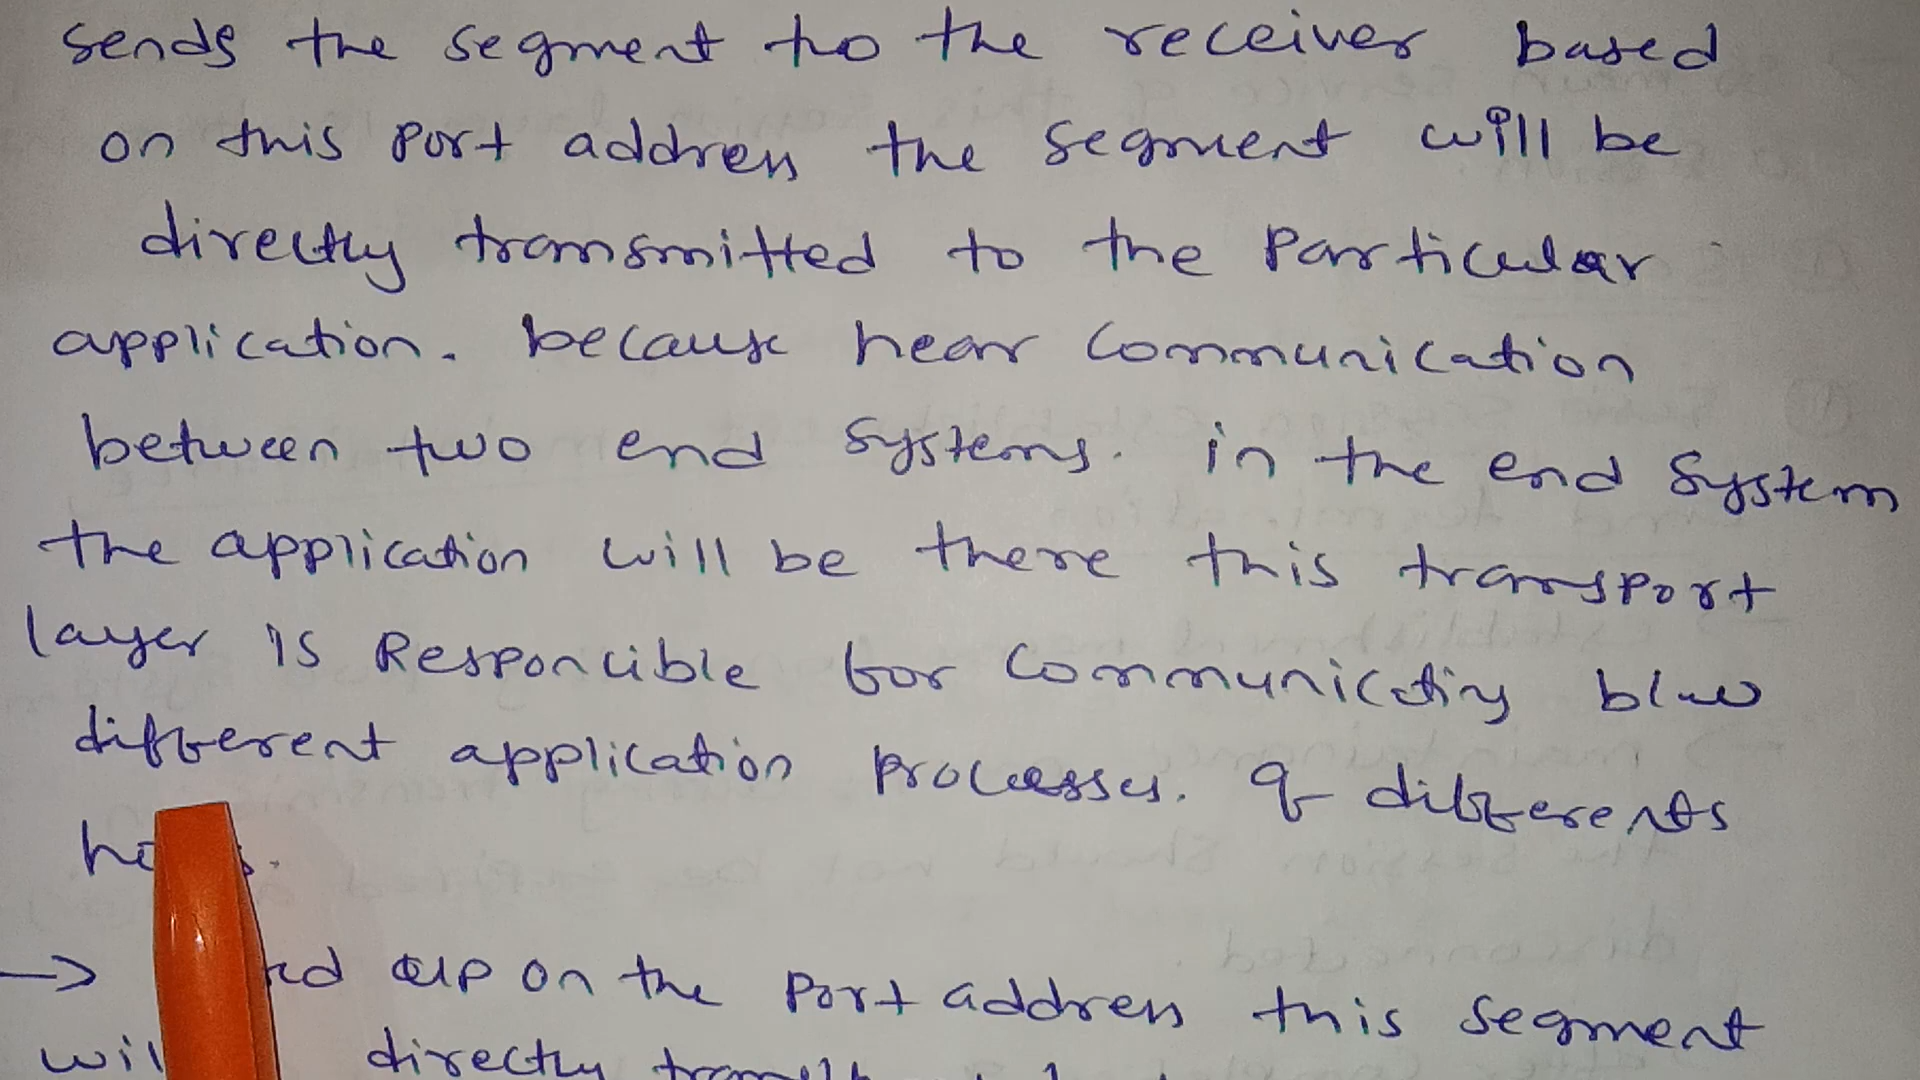 sends the segment to the receiver based
on this port address the segment will be
directly transmitted to the Particular
application. because hear Communication
between two end systems. in the end system
the application will be there this transport
layer is Responcible for Communicating b/w
different application Processes. of differents
up on the Port address this segment
directly